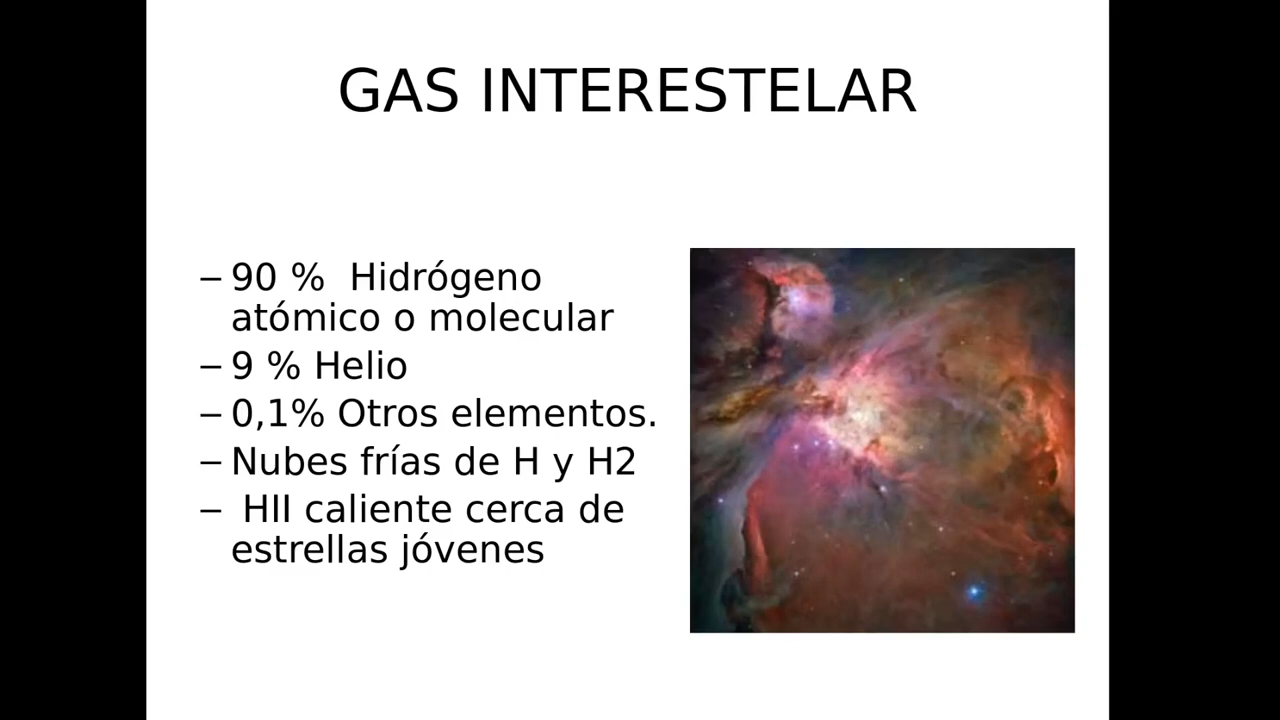 GAS INTERESTELAR
– 90 %  Hidrógeno
atómico o molecular
– 9 % Helio
– 0,1% Otros elementos.
– Nubes frías de H y H2
–  HII caliente cerca de
estrellas jóvenes